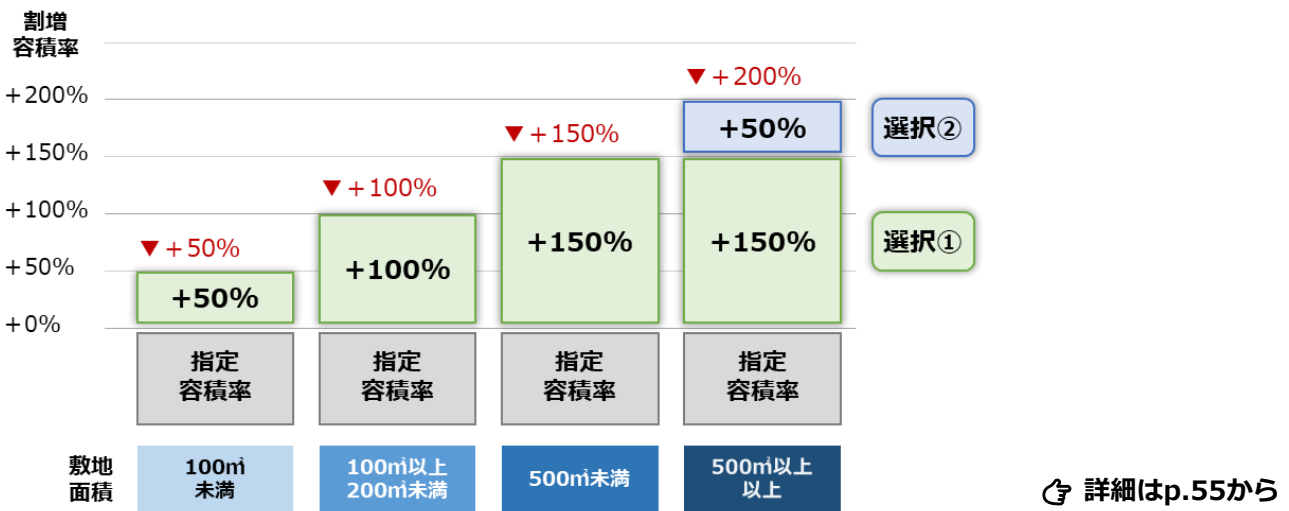 割増
容積率
+200%
+150%
+100%
+50%
+0%
▼+50%
+50%
▼+100%
+100%
▼+150%
+150%
▼+200%
+50%
+150%
選択②
選択①
指定
容積率
指定
容積率
指定
容積率
指定
容積率
敷地
面積
100㎡
未満
100㎡以上
200㎡未満
500㎡未満
500㎡以上
以上
詳細はp.55から